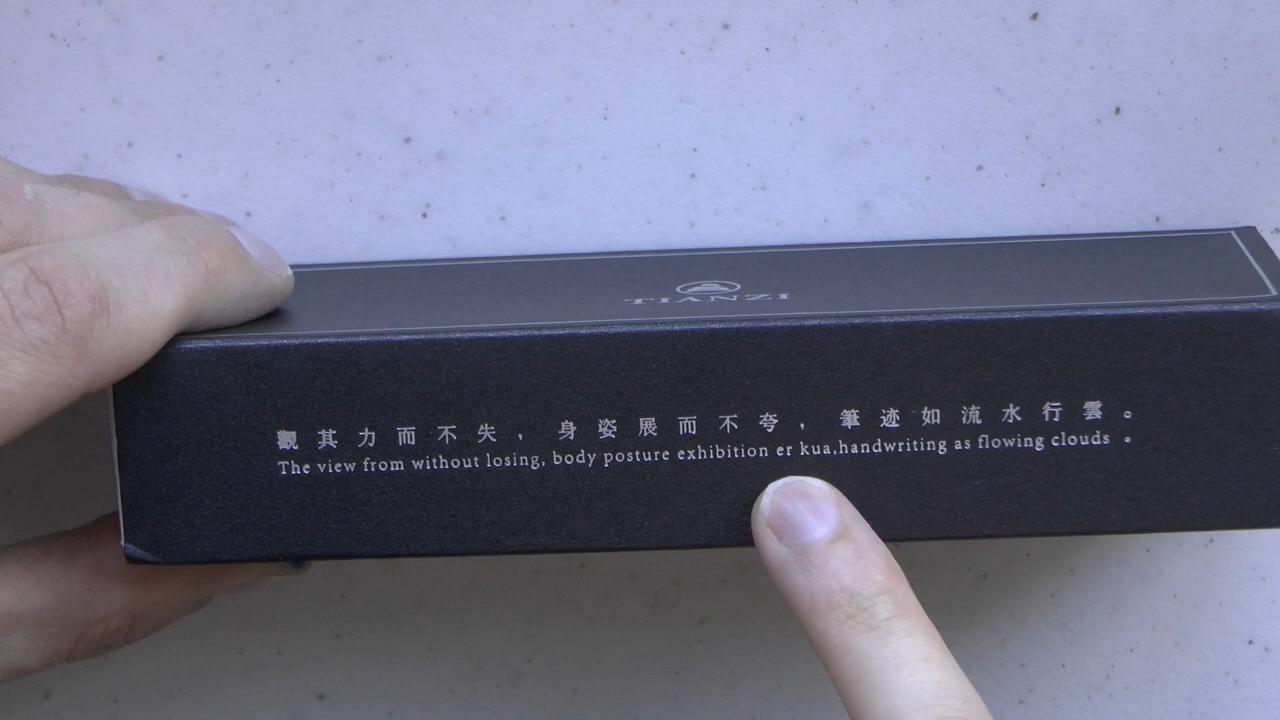 TIANZI
觀其力而不失，身姿展而不夸，筆迹如流水行雲。
The view from without losing, body posture exhibition er kua,handwriting as flowing clouds 。